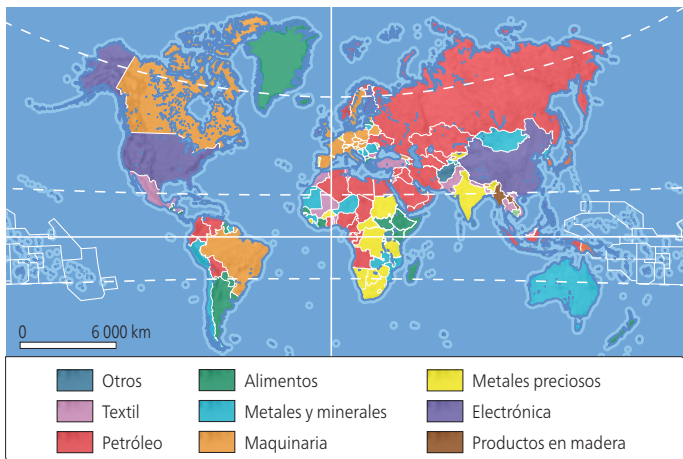 0 6 000 km
Otros Alimentos Metales preciosos
Textil Metales y minerales Electrónica
Petróleo Maquinaria Productos en madera